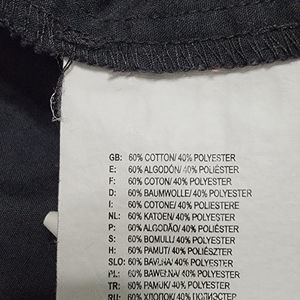 GB: 60% COTTON/ 40% POLYESTER
E: 60% ALGODÓN/ 40% POLIÉSTER
F: 60% COTON/ 40% POLYESTER
D: 60% BAUMWOLLE/ 40% POLYESTER
I: 60% COTONE/ 40% POLIESTERE
NL: 60% KATOEN/ 40% POLYESTER
P: 60% ALGODÃO/ 40% POLIÉSTER
S: 60% BOMULL/ 40% POLYESTER
H: 60% PAMUT/ 40% POLIÉSZTER
SLO: 60% BAVLNA/ 40% POLYESTER
PL: 60% BAWEŁNA/ 40% POLYESTER
TR: 60% PAMUK/ 40% POLYESTER
RU: 60% ХЛОПОК/ 40% ПОЛИЭСТЕР